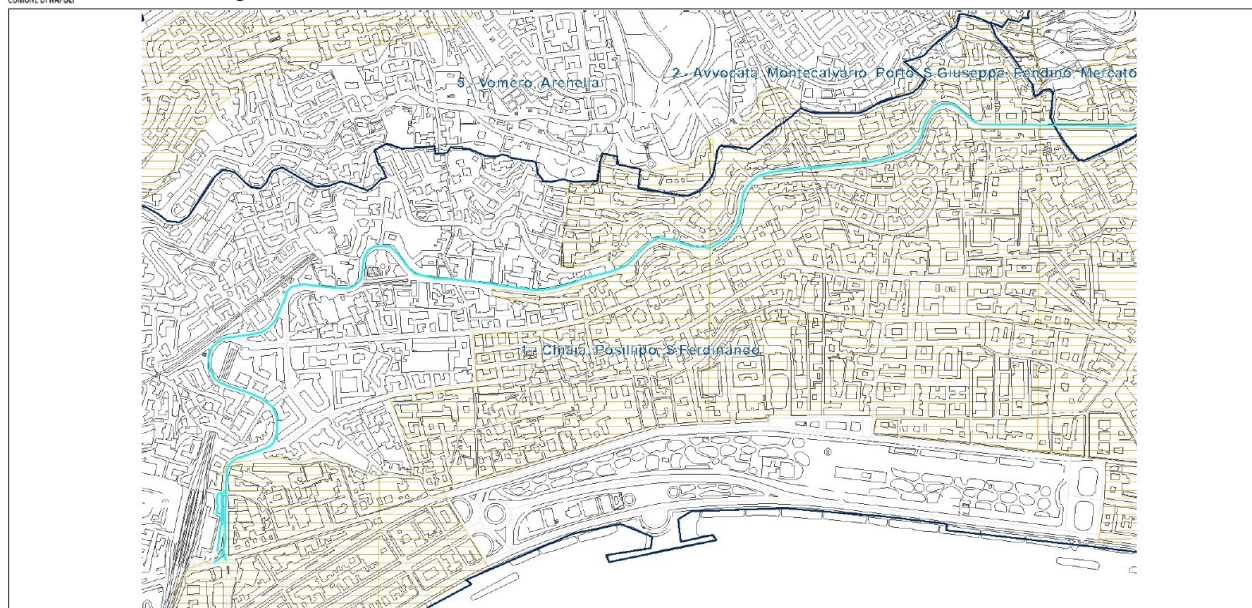 COMUNE DI NAPOLI
5 - Vomero, Arenella
2 - Avvocata, Montecalvario, Porto, S.Giuseppe, Pendino, Mercato
1 - Chiaia, Posillipo, S.Ferdinando